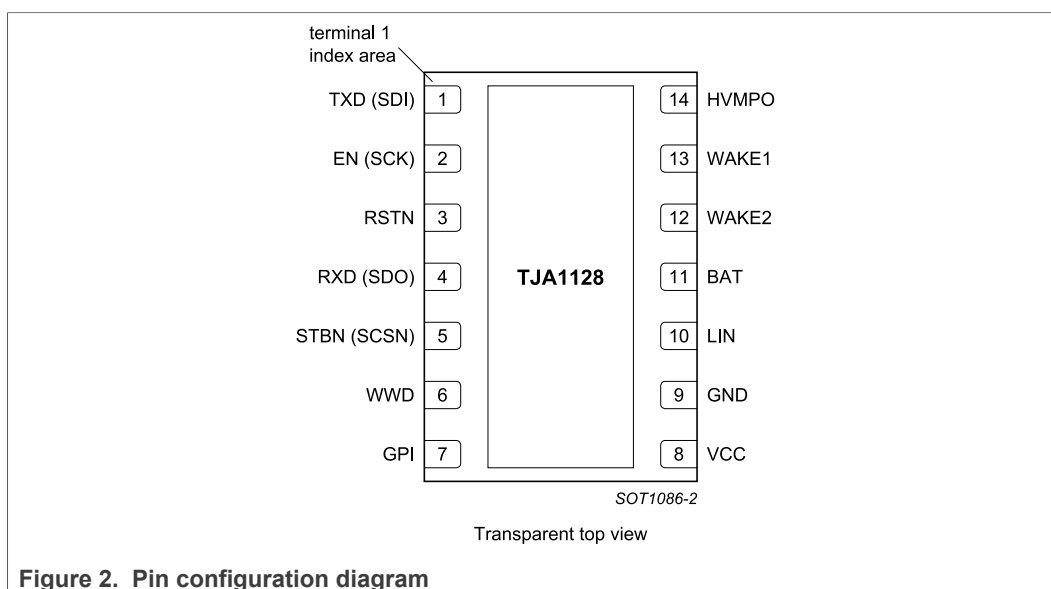 terminal 1
index area
TXD (SDI) 1
14 HVMPO
EN (SCK) 2
13 WAKE1
RSTN 3
12 WAKE2
RXD (SDO) 4
TJA1128
11 BAT
STBN (SCSN) 5
10 LIN
WWD 6
9 GND
GPI 7
8 VCC
SOT1086-2
Transparent top view
Figure 2. Pin configuration diagram